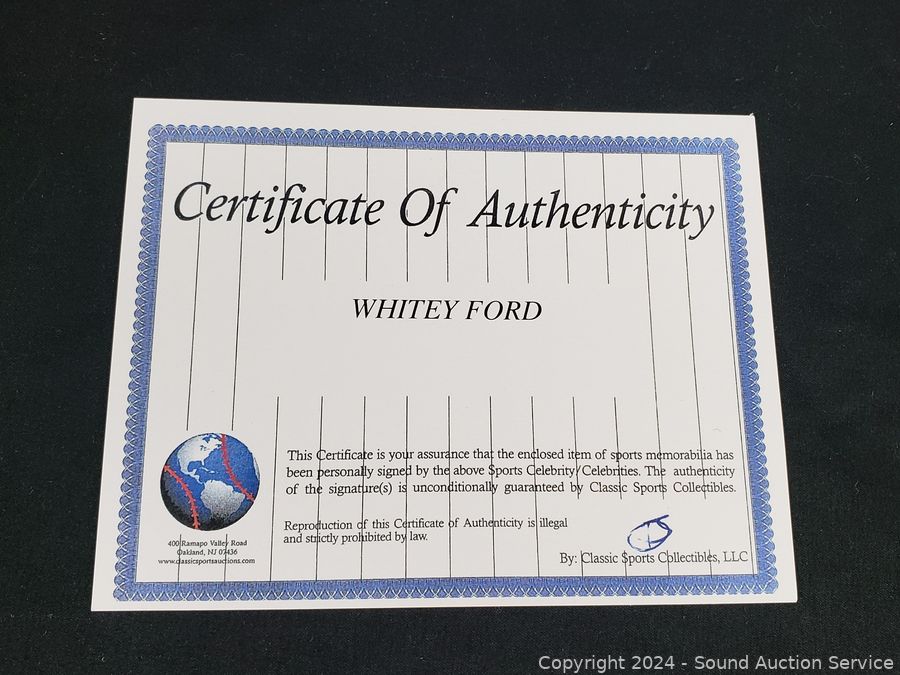 Certificate Of Authenticity
WHITEY FORD
This Certificate is your assurance that the enclosed item of sports memorabilia has
been personally signed by the above Sports Celebrity/Celebrities. The authenticity
of the signature(s) is unconditionally guaranteed by Classic Sports Collectibles.
Reproduction of this Certificate of Authenticity is illegal
and strictly prohibited by law.
400 Ramapo Valley Road
Oakland, NJ 07436
www.classicsportsauctions.com
By: Classic Sports Collectibles, LLC
Copyright 2024 - Sound Auction Service